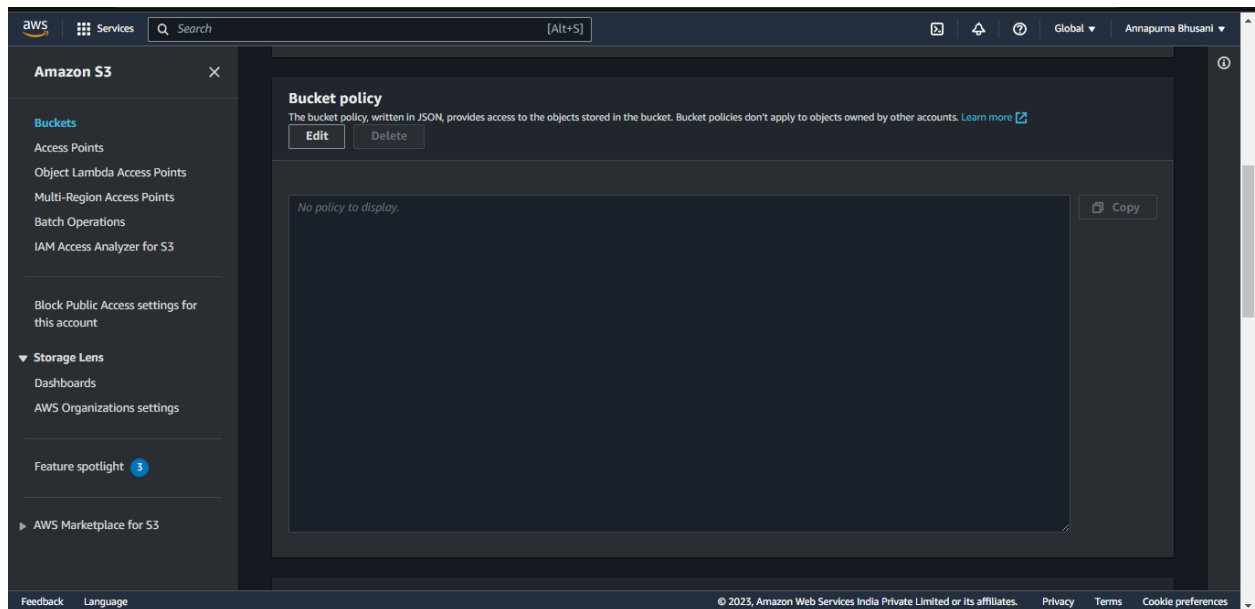 aws
Services
Search
[Alt+S]
Global
Annapurna Bhusani
Amazon S3
Buckets
Access Points
Object Lambda Access Points
Multi-Region Access Points
Batch Operations
IAM Access Analyzer for S3
Block Public Access settings for
this account
Storage Lens
Dashboards
AWS Organizations settings
Feature spotlight 3
AWS Marketplace for S3
Bucket policy
The bucket policy, written in JSON, provides access to the objects stored in the bucket. Bucket policies don't apply to objects owned by other accounts. Learn more
Edit
Delete
No policy to display.
Copy
Feedback
Language
© 2023, Amazon Web Services India Private Limited or its affiliates.
Privacy
Terms
Cookie preferences